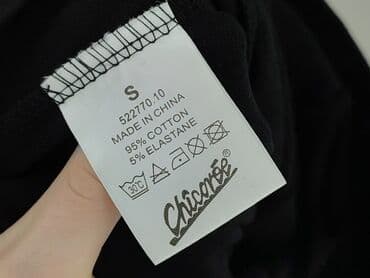 S
522770.10
MADE IN CHINA
95% COTTON
5% ELASTANE
30°C
Chicorée